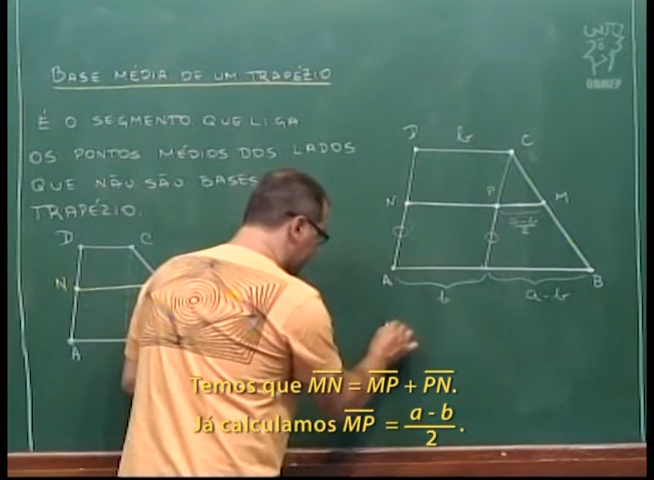 BASE MÉDIA DE UM TRAPÉZIO
É O SEGMENTO QUE LIGA
OS PONTOS MÉDIOS DOS LADOS
QUE NÃO SÃO BASES
TRAPÉZIO.
D C
N
A
D b C
N P M
a-b
2
A b a-b B
OBMEP
Temos que MN = MP + PN.
Já calculamos MP = a - b
2 .